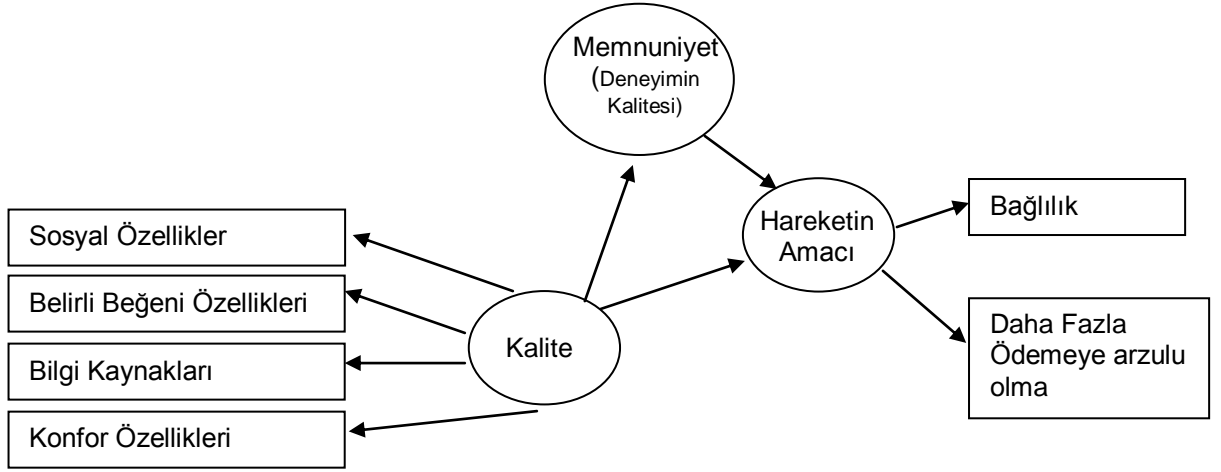 Memnuniyet
(Deneyimin
Kalitesi)
Hareketin
Amacı
Bağlılık
Daha Fazla
Ödemeye arzulu
olma
Kalite
Sosyal Özellikler
Belirli Beğeni Özellikleri
Bilgi Kaynakları
Konfor Özellikleri